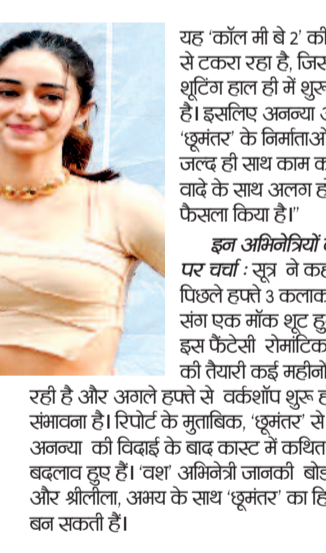 यह 'कॉल मी बे 2' की
से टकरा रहा है, जिस
शूटिंग हाल ही में शुरू
है। इसलिए अनन्या
'छूमंतर' के निर्माताओं
जल्द ही साथ काम क
वादे के साथ अलग ह
फैसला किया है।"
इन अभिनेत्रियों
पर चर्चा : सूत्र ने कह
पिछले हफ्ते 3 कलाक
संग एक मॉक शूट हु
इस फैंटेसी रोमांटिक
की तैयारी कई महीनों
रही है और अगले हफ्ते से वर्कशॉप शुरू ह
संभावना है। रिपोर्ट के मुताबिक, 'छूमंतर' से
अनन्या की विदाई के बाद कास्ट में कथित
बदलाव हुए हैं। 'वश' अभिनेत्री जानकी बोड
और श्रीलीला, अभय के साथ 'छूमंतर' का हि
बन सकती हैं।